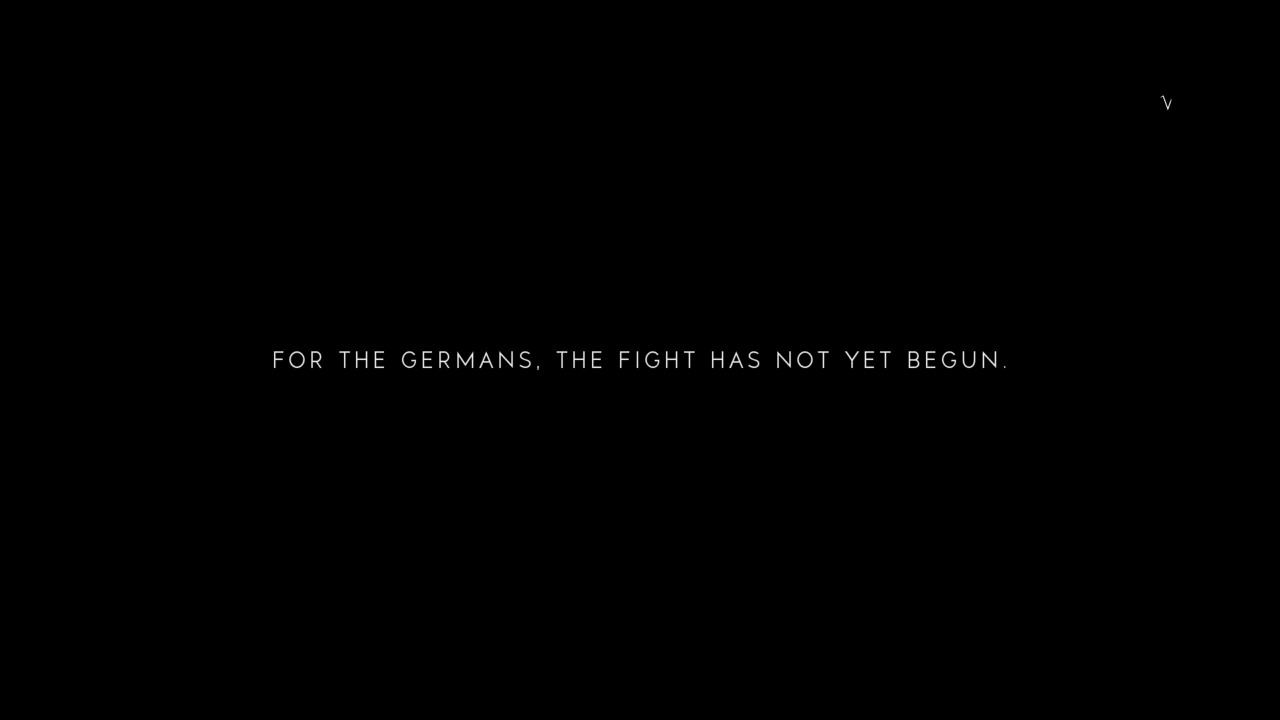 FOR THE GERMANS, THE FIGHT HAS NOT YET BEGUN.